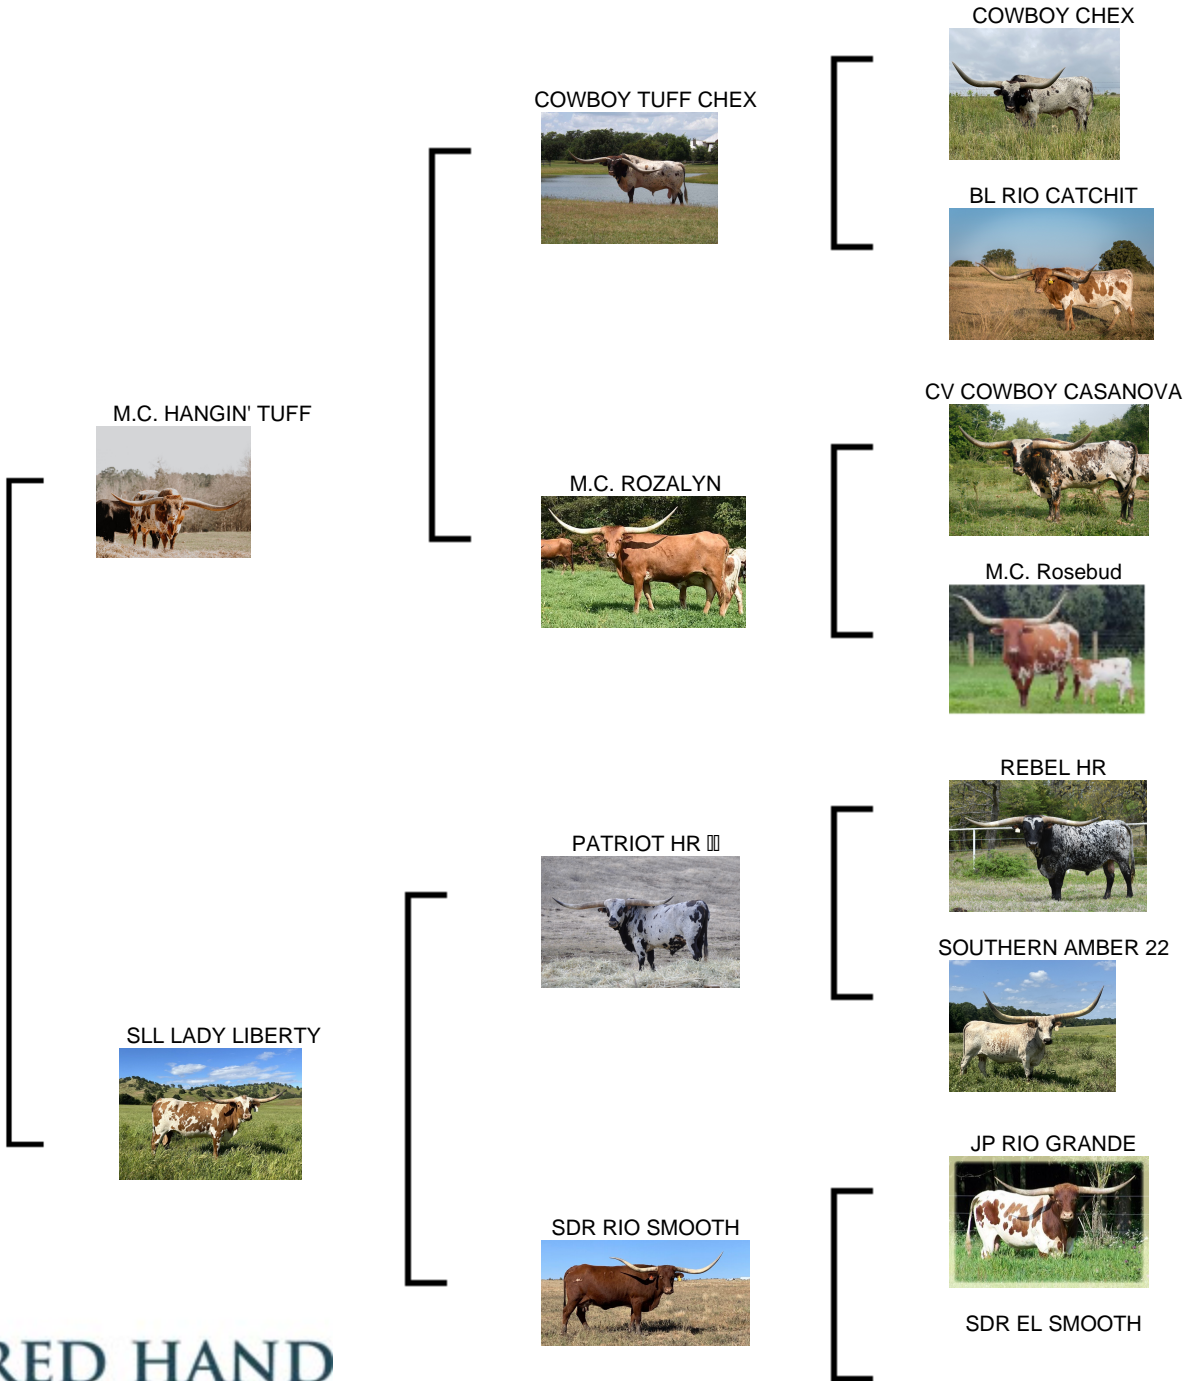 COWBOY CHEX
COWBOY TUFF CHEX
BL RIO CATCHIT
CV COWBOY CASANOVA
M.C. HANGIN' TUFF
M.C. ROZALYN
M.C. Rosebud
REBEL HR
PATRIOT HR
SOUTHERN AMBER 22
SLL LADY LIBERTY
JP RIO GRANDE
SDR RIO SMOOTH
SDR EL SMOOTH
RED HAND